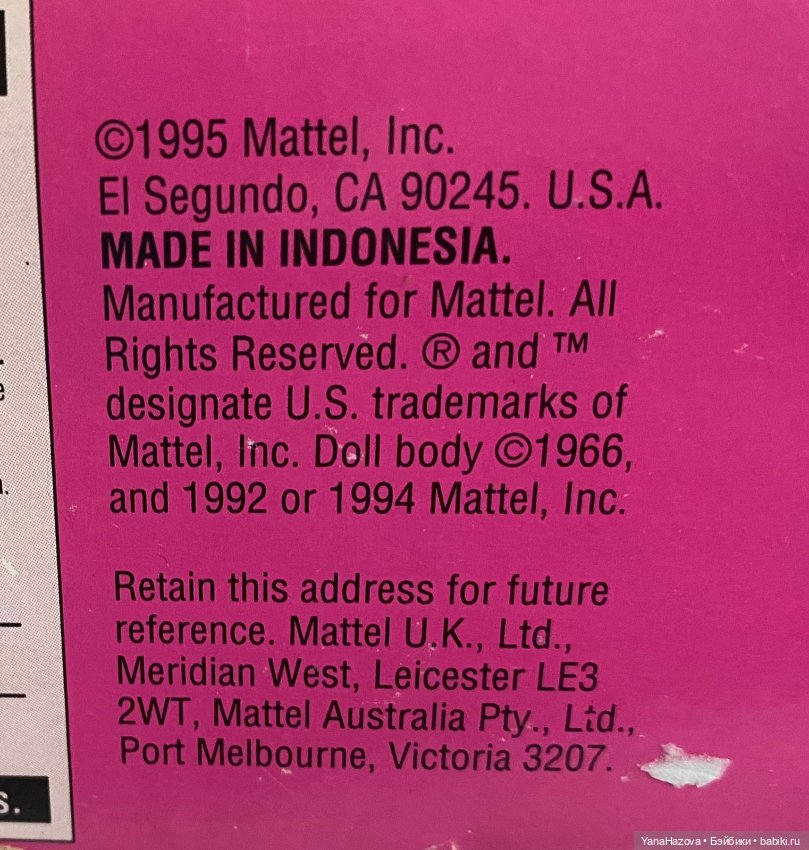 ©1995 Mattel, Inc.
El Segundo, CA 90245. U.S.A.
MADE IN INDONESIA.
Manufactured for Mattel. All
Rights Reserved. ® and ™
designate U.S. trademarks of
Mattel, Inc. Doll body ©1966,
and 1992 or 1994 Mattel, Inc.
Retain this address for future
reference. Mattel U.K., Ltd.,
Meridian West, Leicester LE3
2WT, Mattel Australia Pty., Ltd.,
Port Melbourne, Victoria 3207.
YanaHazova • Бэйбики • babiki.ru